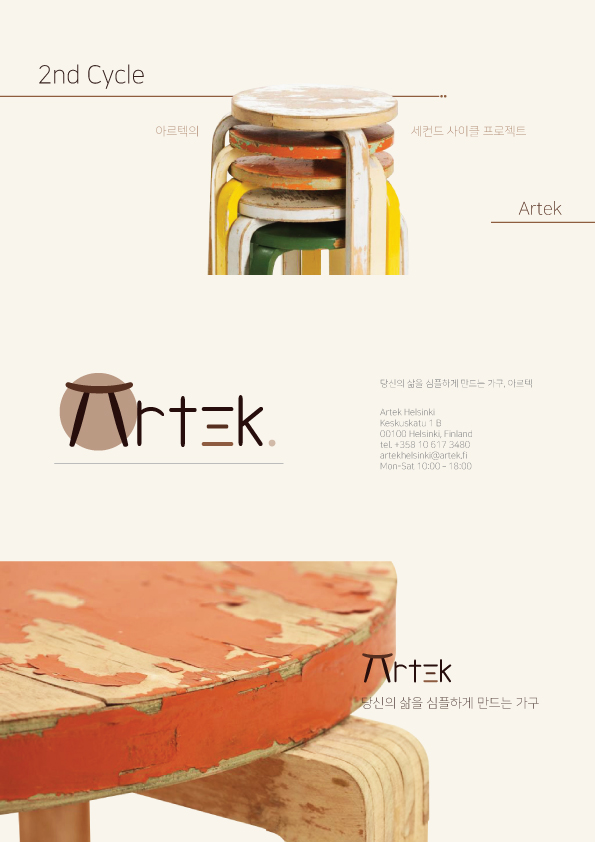 2nd Cycle
아르텍의
세컨드 사이클 프로젝트
Artek
Artek.
당신의 삶을 심플하게 만드는 가구, 아르텍
Artek Helsinki
Keskuskatu 1 B
00100 Helsinki, Finland
tel. +358 10 617 3480
artekhelsinki@artek.fi
Mon-Sat 10:00 - 18:00
Artek
당신의 삶을 심플하게 만드는 가구